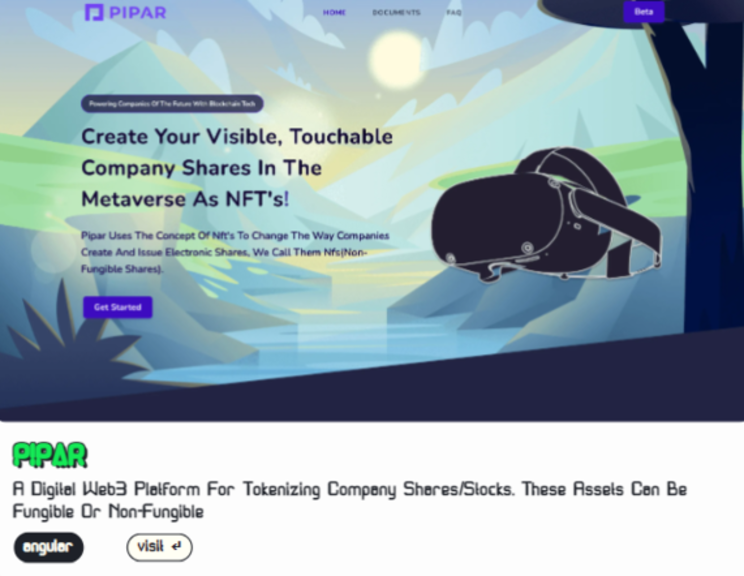 PIPAR
HOME DOCUMENTS FAQ Beta
Powering Companies Of The Future With Blockchain Tech
Create Your Visible, Touchable
Company Shares In The
Metaverse As NFT's!
Pipar Uses The Concept Of Nft's To Change The Way Companies
Create And Issue Electronic Shares, We Call Them Nfs(Non-
Fungible Shares).
Get Started
PIPAR
A Digital Web3 Platform For Tokenizing Company Shares/Stocks. These Assets Can Be
Fungible Or Non-Fungible
angular visit ↵